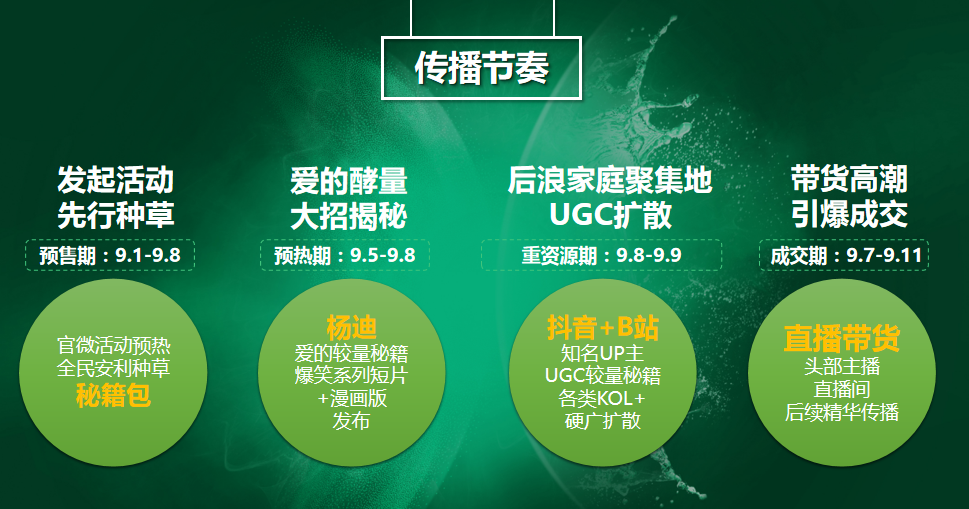 传播节奏
发起活动
先行种草
预售期：9.1-9.8
官微活动预热
全民安利种草
秘籍包
爱的酵量
大招揭秘
预热期：9.5-9.8
杨迪
爱的较量秘籍
爆笑系列短片
+漫画版
发布
后浪家庭聚集地
UGC扩散
重资源期：9.8-9.9
抖音+B站
知名UP主
UGC较量秘籍
各类KOL+
硬广扩散
带货高潮
引爆成交
成交期：9.7-9.11
直播带货
头部主播
直播间
后续精华传播